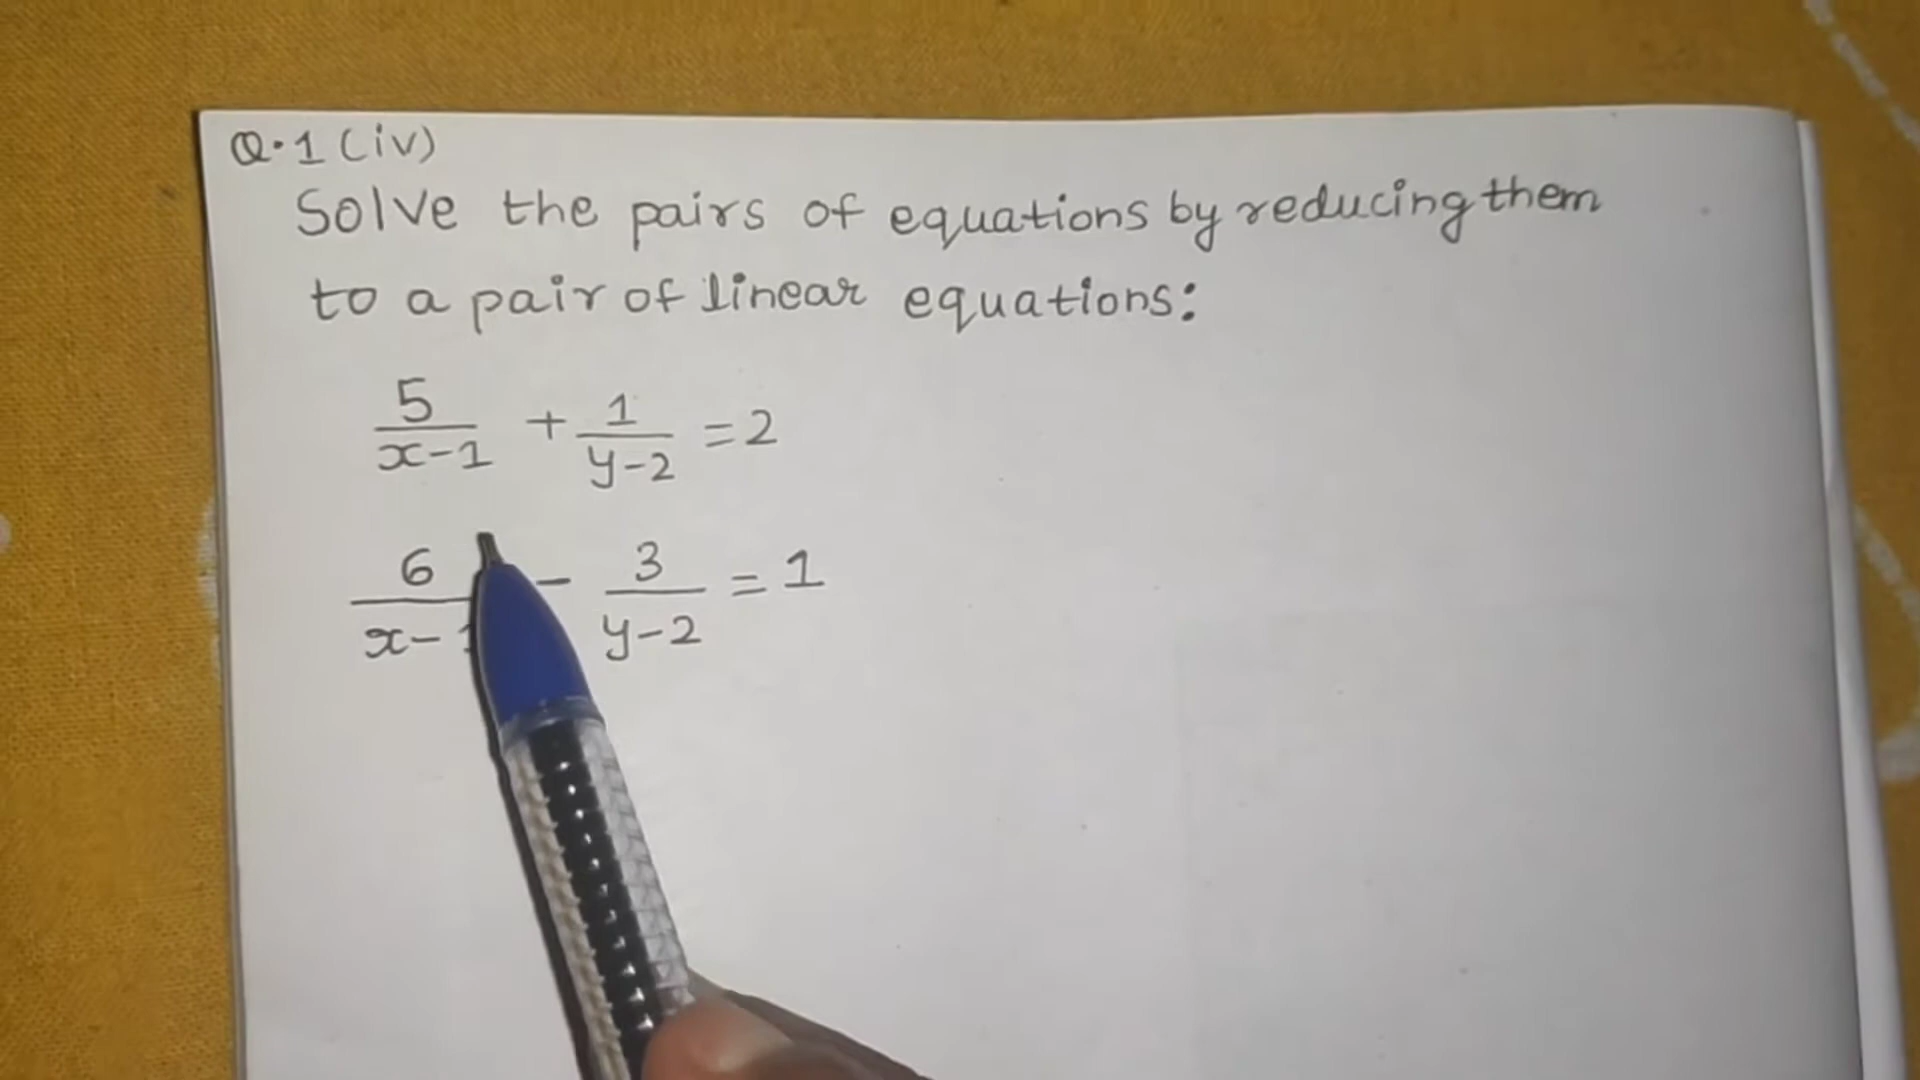 Q.1 (iv)
Solve the pairs of equations by reducing them
to a pair of linear equations:
5/x-1 + 1/y-2 = 2
6/x-1 - 3/y-2 = 1